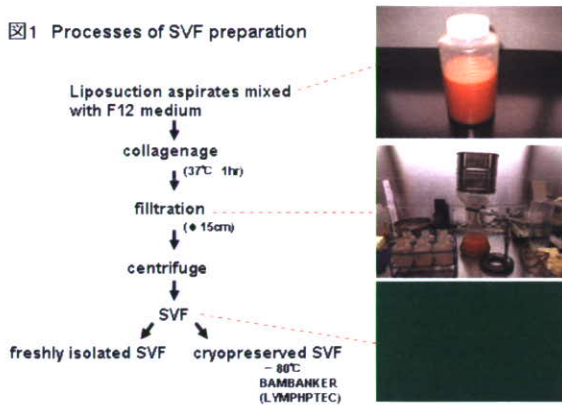 図1 Processes of SVF preparation
Liposuction aspirates mixed
with F12 medium
collagenage
(37℃ 1hr)
filltration
(φ 15cm)
centrifuge
SVF
freshly isolated SVF
cryopreserved SVF
－80℃
BAMBANKER
(LYMPHPTEC)